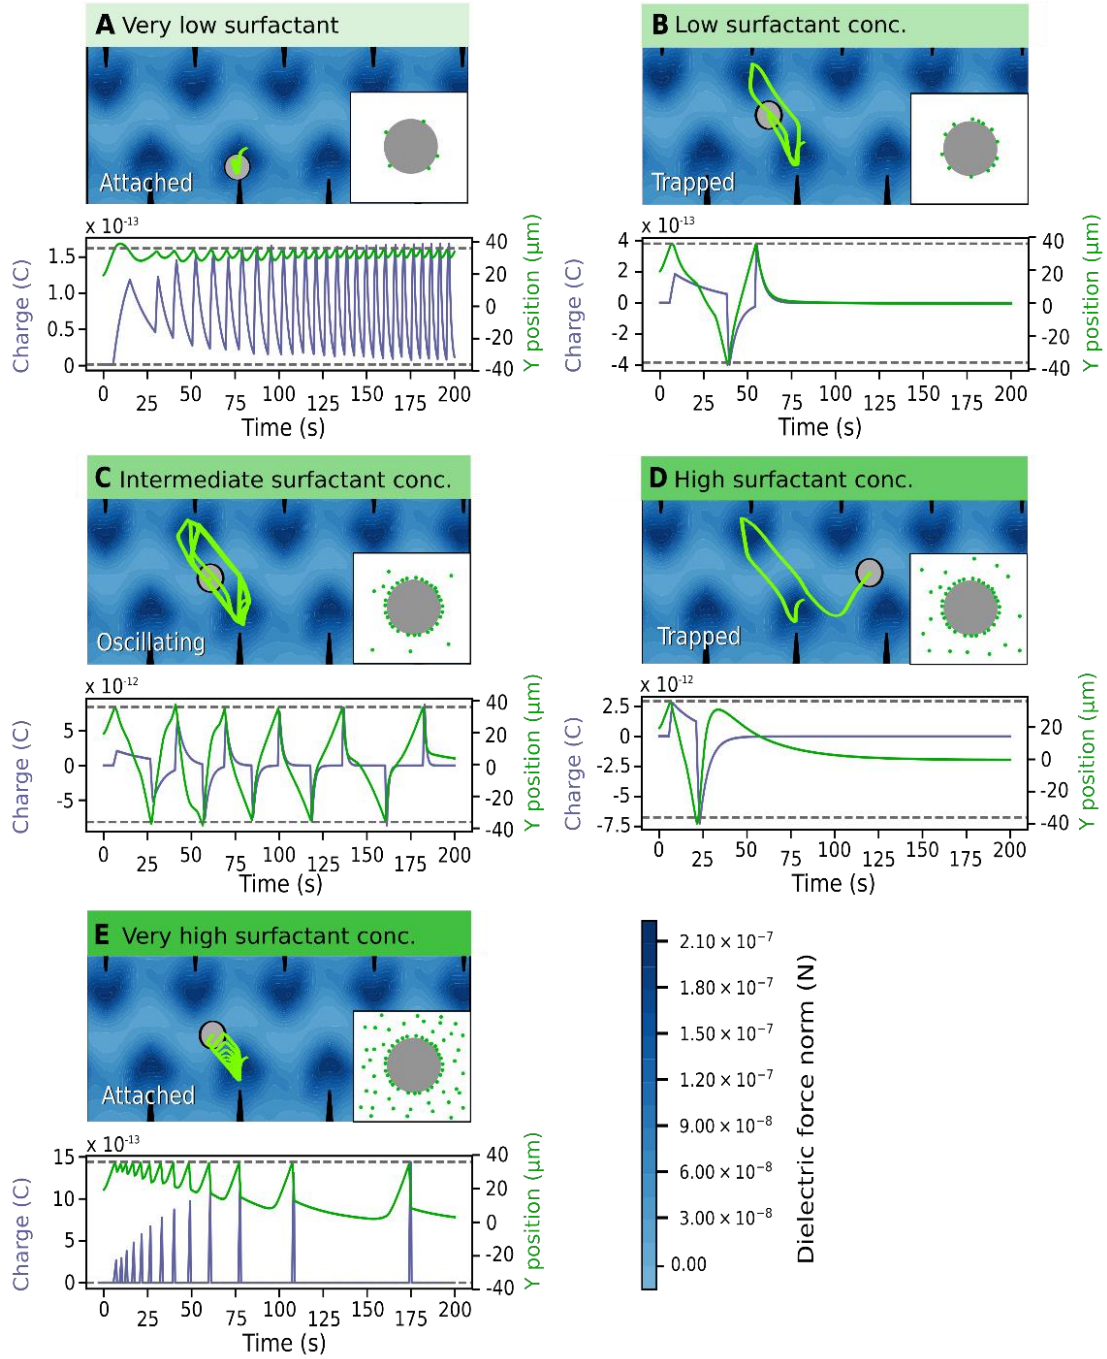 A Very low surfactant
Attached
x 10⁻¹³
Charge (C)
1.5
1.0
0.5
0
40
20
0
-20
-40
Y position (µm)
0 25 50 75 100 125 150 175 200
Time (s)
B Low surfactant conc.
Trapped
x 10⁻¹³
Charge (C)
4
2
0
-2
-4
40
20
0
-20
-40
Y position (µm)
0 25 50 75 100 125 150 175 200
Time (s)
C Intermediate surfactant conc.
Oscillating
x 10⁻¹²
Charge (C)
5
0
-5
40
20
0
-20
-40
Y position (µm)
0 25 50 75 100 125 150 175 200
Time (s)
D High surfactant conc.
Trapped
x 10⁻¹²
Charge (C)
2.5
0
-2.5
-5
-7.5
20
0
-20
-40
Y position (µm)
0 25 50 75 100 125 150 175 200
Time (s)
E Very high surfactant conc.
Attached
x 10⁻¹³
Charge (C)
15
10
5
0
40
20
0
-20
-40
Y position (µm)
0 25 50 75 100 125 150 175 200
Time (s)
2.10 × 10⁻⁷
1.80 × 10⁻⁷
1.50 × 10⁻⁷
1.20 × 10⁻⁷
9.00 × 10⁻⁸
6.00 × 10⁻⁸
3.00 × 10⁻⁸
0.00
Dielectric force norm (N)